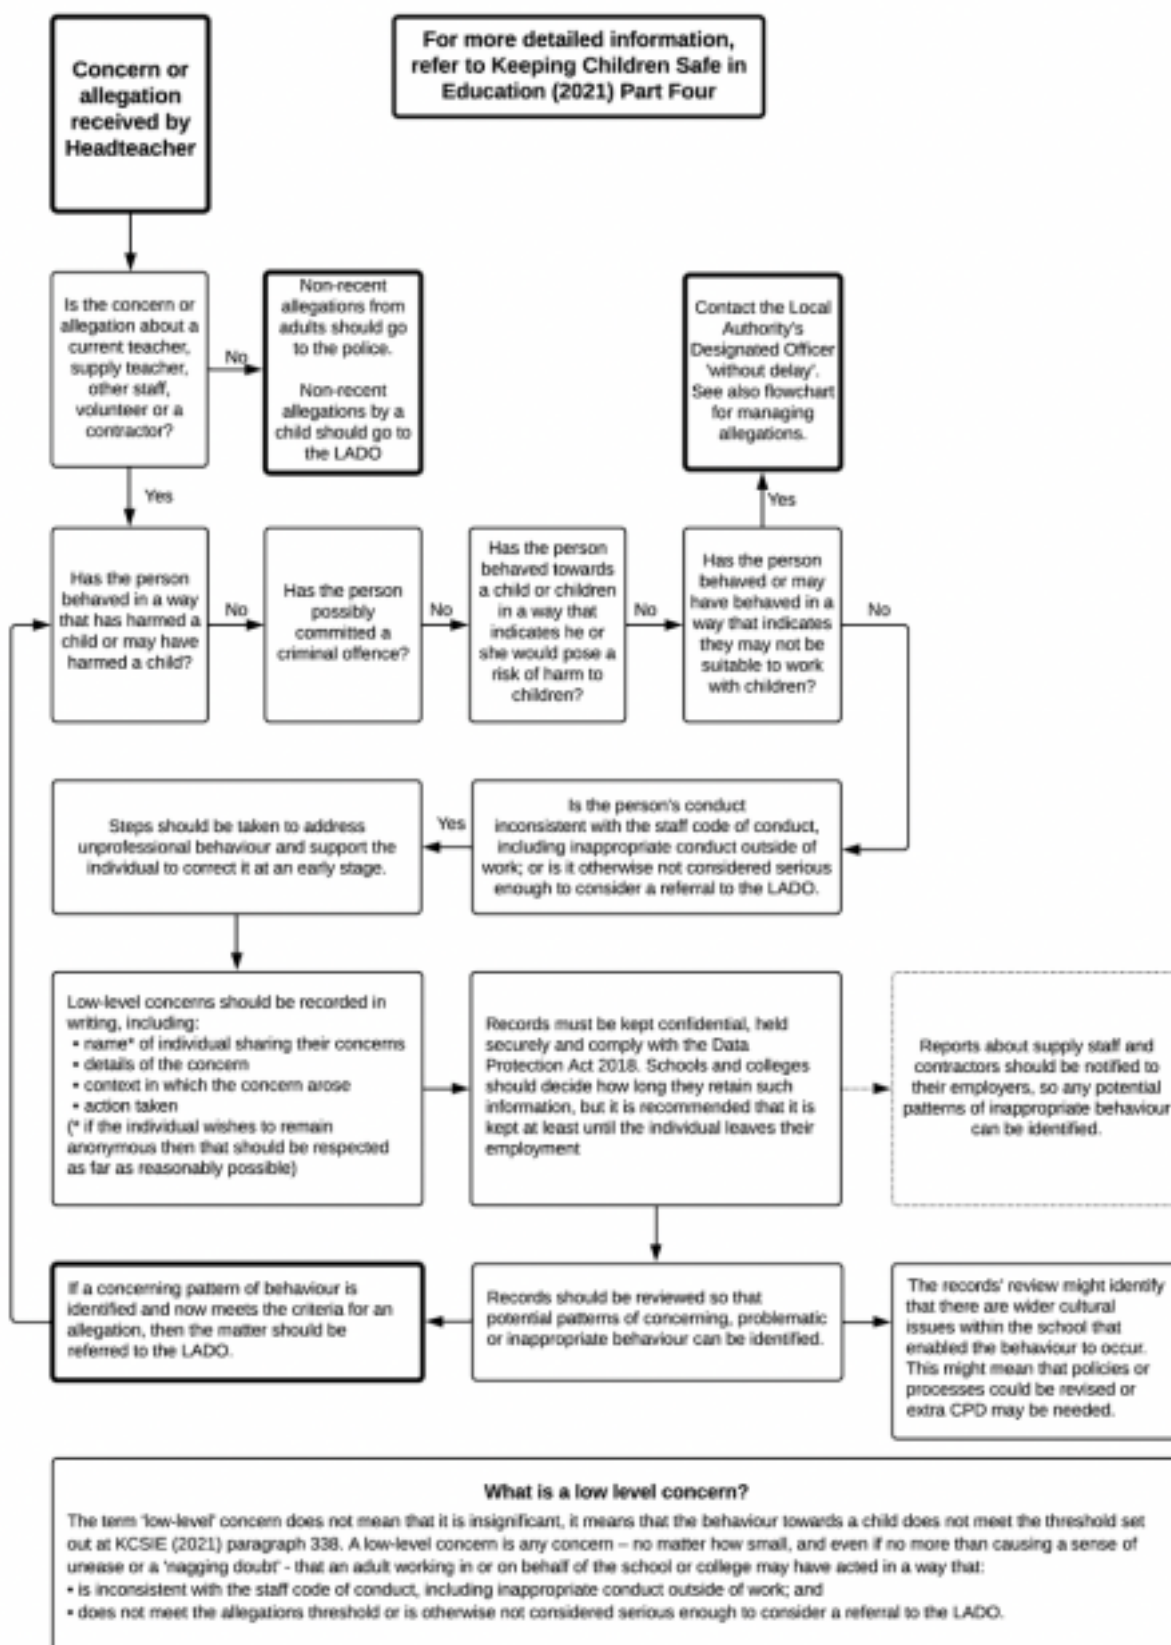 Concern or
allegation
received by
Headteacher
For more detailed information,
refer to Keeping Children Safe in
Education (2021) Part Four
Is the concern or
allegation about a
current teacher,
supply teacher,
other staff,
volunteer or a
contractor?
No
Non-recent
allegations from
adults should go
to the police.
Non-recent
allegations by a
child should go to
the LADO
Contact the Local
Authority's
Designated Officer
'without delay'.
See also flowchart
for managing
allegations.
Yes
Yes
Has the person
behaved in a way
that has harmed a
child or may have
harmed a child?
No
Has the person
possibly
committed a
criminal offence?
No
Has the person
behaved towards
a child or children
in a way that
indicates he or
she would pose a
risk of harm to
children?
No
Has the person
behaved or may
have behaved in a
way that indicates
they may not be
suitable to work
with children?
No
Steps should be taken to address
unprofessional behaviour and support the
individual to correct it at an early stage.
Yes
Is the person's conduct
inconsistent with the staff code of conduct,
including inappropriate conduct outside of
work; or is it otherwise not considered serious
enough to consider a referral to the LADO.
Low-level concerns should be recorded in
writing, including:
• name* of individual sharing their concerns
• details of the concern
• context in which the concern arose
• action taken
(* if the individual wishes to remain
anonymous then that should be respected
as far as reasonably possible)
Records must be kept confidential, held
securely and comply with the Data
Protection Act 2018. Schools and colleges
should decide how long they retain such
information, but it is recommended that it is
kept at least until the individual leaves their
employment
Reports about supply staff and
contractors should be notified to
their employers, so any potential
patterns of inappropriate behaviour
can be identified.
If a concerning pattern of behaviour is
identified and now meets the criteria for an
allegation, then the matter should be
referred to the LADO.
Records should be reviewed so that
potential patterns of concerning, problematic
or inappropriate behaviour can be identified.
The records' review might identify
that there are wider cultural
issues within the school that
enabled the behaviour to occur.
This might mean that policies or
processes could be revised or
extra CPD may be needed.
What is a low level concern?
The term 'low-level' concern does not mean that it is insignificant, it means that the behaviour towards a child does not meet the threshold set
out at KCSIE (2021) paragraph 338. A low-level concern is any concern – no matter how small, and even if no more than causing a sense of
unease or a 'nagging doubt' - that an adult working in or on behalf of the school or college may have acted in a way that:
• is inconsistent with the staff code of conduct, including inappropriate conduct outside of work; and
• does not meet the allegations threshold or is otherwise not considered serious enough to consider a referral to the LADO.